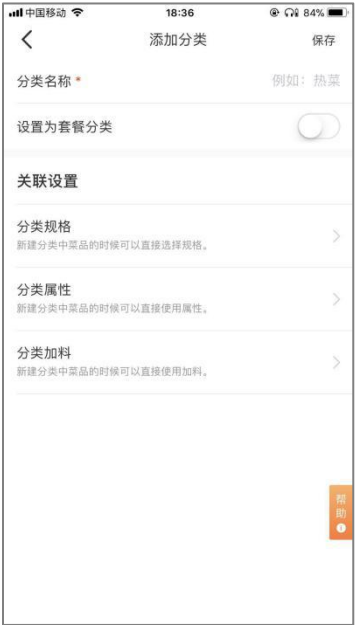 中国移动 18:36 84%
添加分类 保存
分类名称 * 例如：热菜
设置为套餐分类
关联设置
分类规格
新建分类中菜品的时候可以直接选择规格。
分类属性
新建分类中菜品的时候可以直接使用属性。
分类加料
新建分类中菜品的时候可以直接使用加料。
帮
助